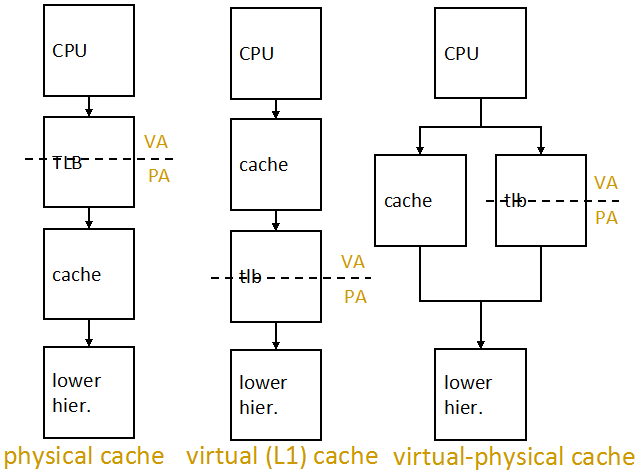 CPU
TLB
VA
PA
cache
lower
hier.
physical cache
CPU
cache
tlb
VA
PA
lower
hier.
virtual (L1) cache
CPU
cache
tlb
VA
PA
lower
hier.
virtual-physical cache